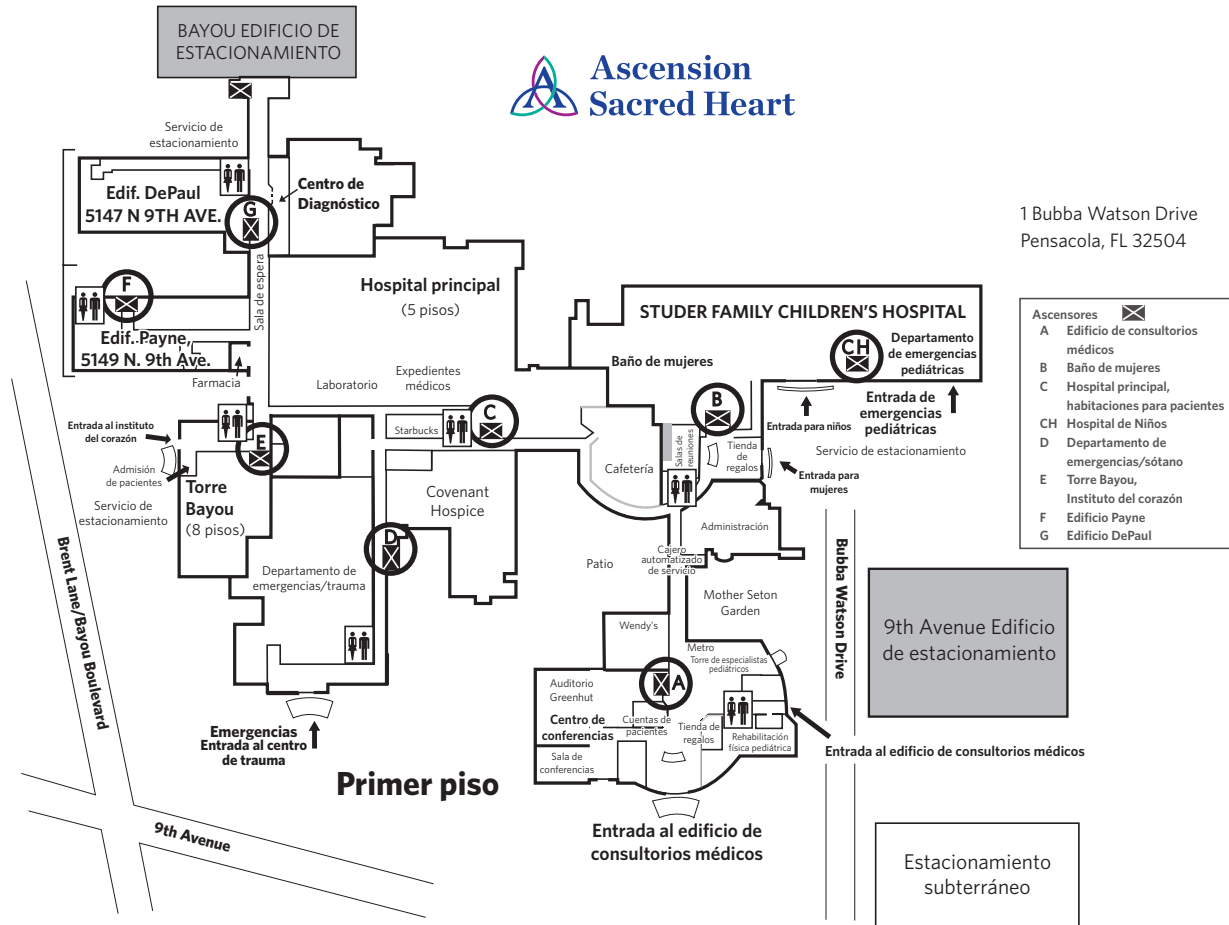 BAYOU EDIFICIO DE
ESTACIONAMIENTO
Ascension
Sacred Heart
Servicio de
estacionamiento
Edif. DePaul
5147 N 9TH AVE.
G
Centro de
Diagnóstico
1 Bubba Watson Drive
Pensacola, FL 32504
F
Sala de espera
Hospital principal
(5 pisos)
Edif. Payne,
5149 N. 9th Ave.
Farmacia
STUDER FAMILY CHILDREN'S HOSPITAL
CH
Departamento
de emergencias
pediátricas
Baño de mujeres
B
Entrada de
emergencias
pediátricas
Entrada para niños
Servicio de estacionamiento
Entrada para
mujeres
Ascensores
A Edificio de consultorios
médicos
B Baño de mujeres
C Hospital principal,
habitaciones para pacientes
CH Hospital de Niños
D Departamento de
emergencias/sótano
E Torre Bayou,
Instituto del corazón
F Edificio Payne
G Edificio DePaul
Laboratorio
Expedientes
médicos
Starbucks
C
Entrada al instituto
del corazón
E
Admisión
de pacientes
Servicio de
estacionamiento
Torre
Bayou
(8 pisos)
Cafetería
Salas de
reuniones
Tienda
de
regalos
Covenant
Hospice
D
Departamento de
emergencias/trauma
Administración
Cajero
automatizado
de servicio
Patio
Mother Seton
Garden
Brent Lane/Bayou Boulevard
Bubba Watson Drive
9th Avenue Edificio
de estacionamiento
Wendy's
Metro
Torre de especialistas
pediátricos
A
Auditorio
Greenhut
Centro de
conferencias
Cuentas de
pacientes
Tienda de
regalos
Rehabilitación
física pediátrica
Sala de
conferencias
Entrada al edificio de consultorios médicos
Emergencias
Entrada al centro
de trauma
Primer piso
Entrada al edificio de
consultorios médicos
9th Avenue
Estacionamiento
subterráneo